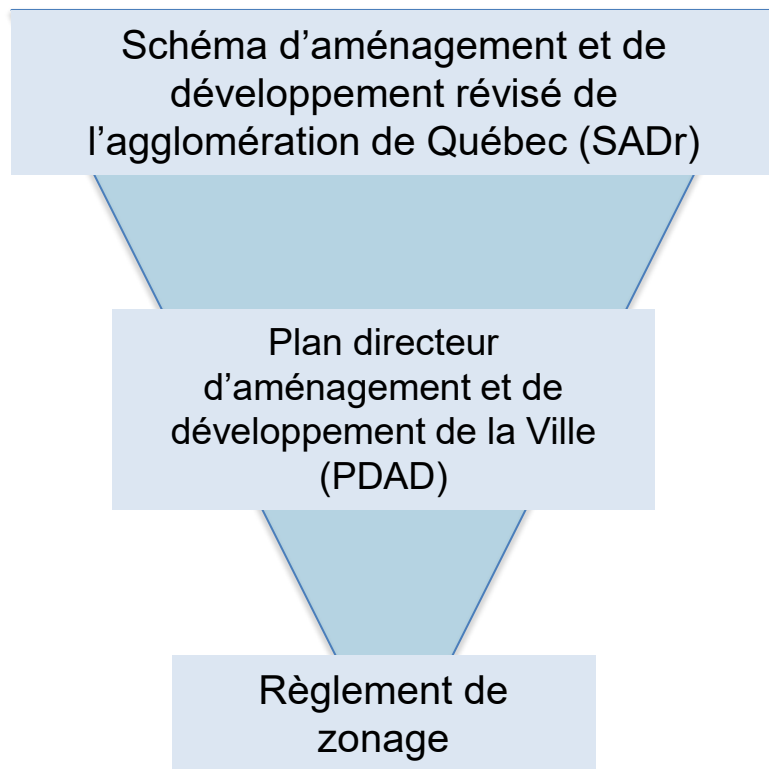 Schéma d’aménagement et de
développement révisé de
l’agglomération de Québec (SADr)
Plan directeur
d’aménagement et de
développement de la Ville
(PDAD)
Règlement de
zonage